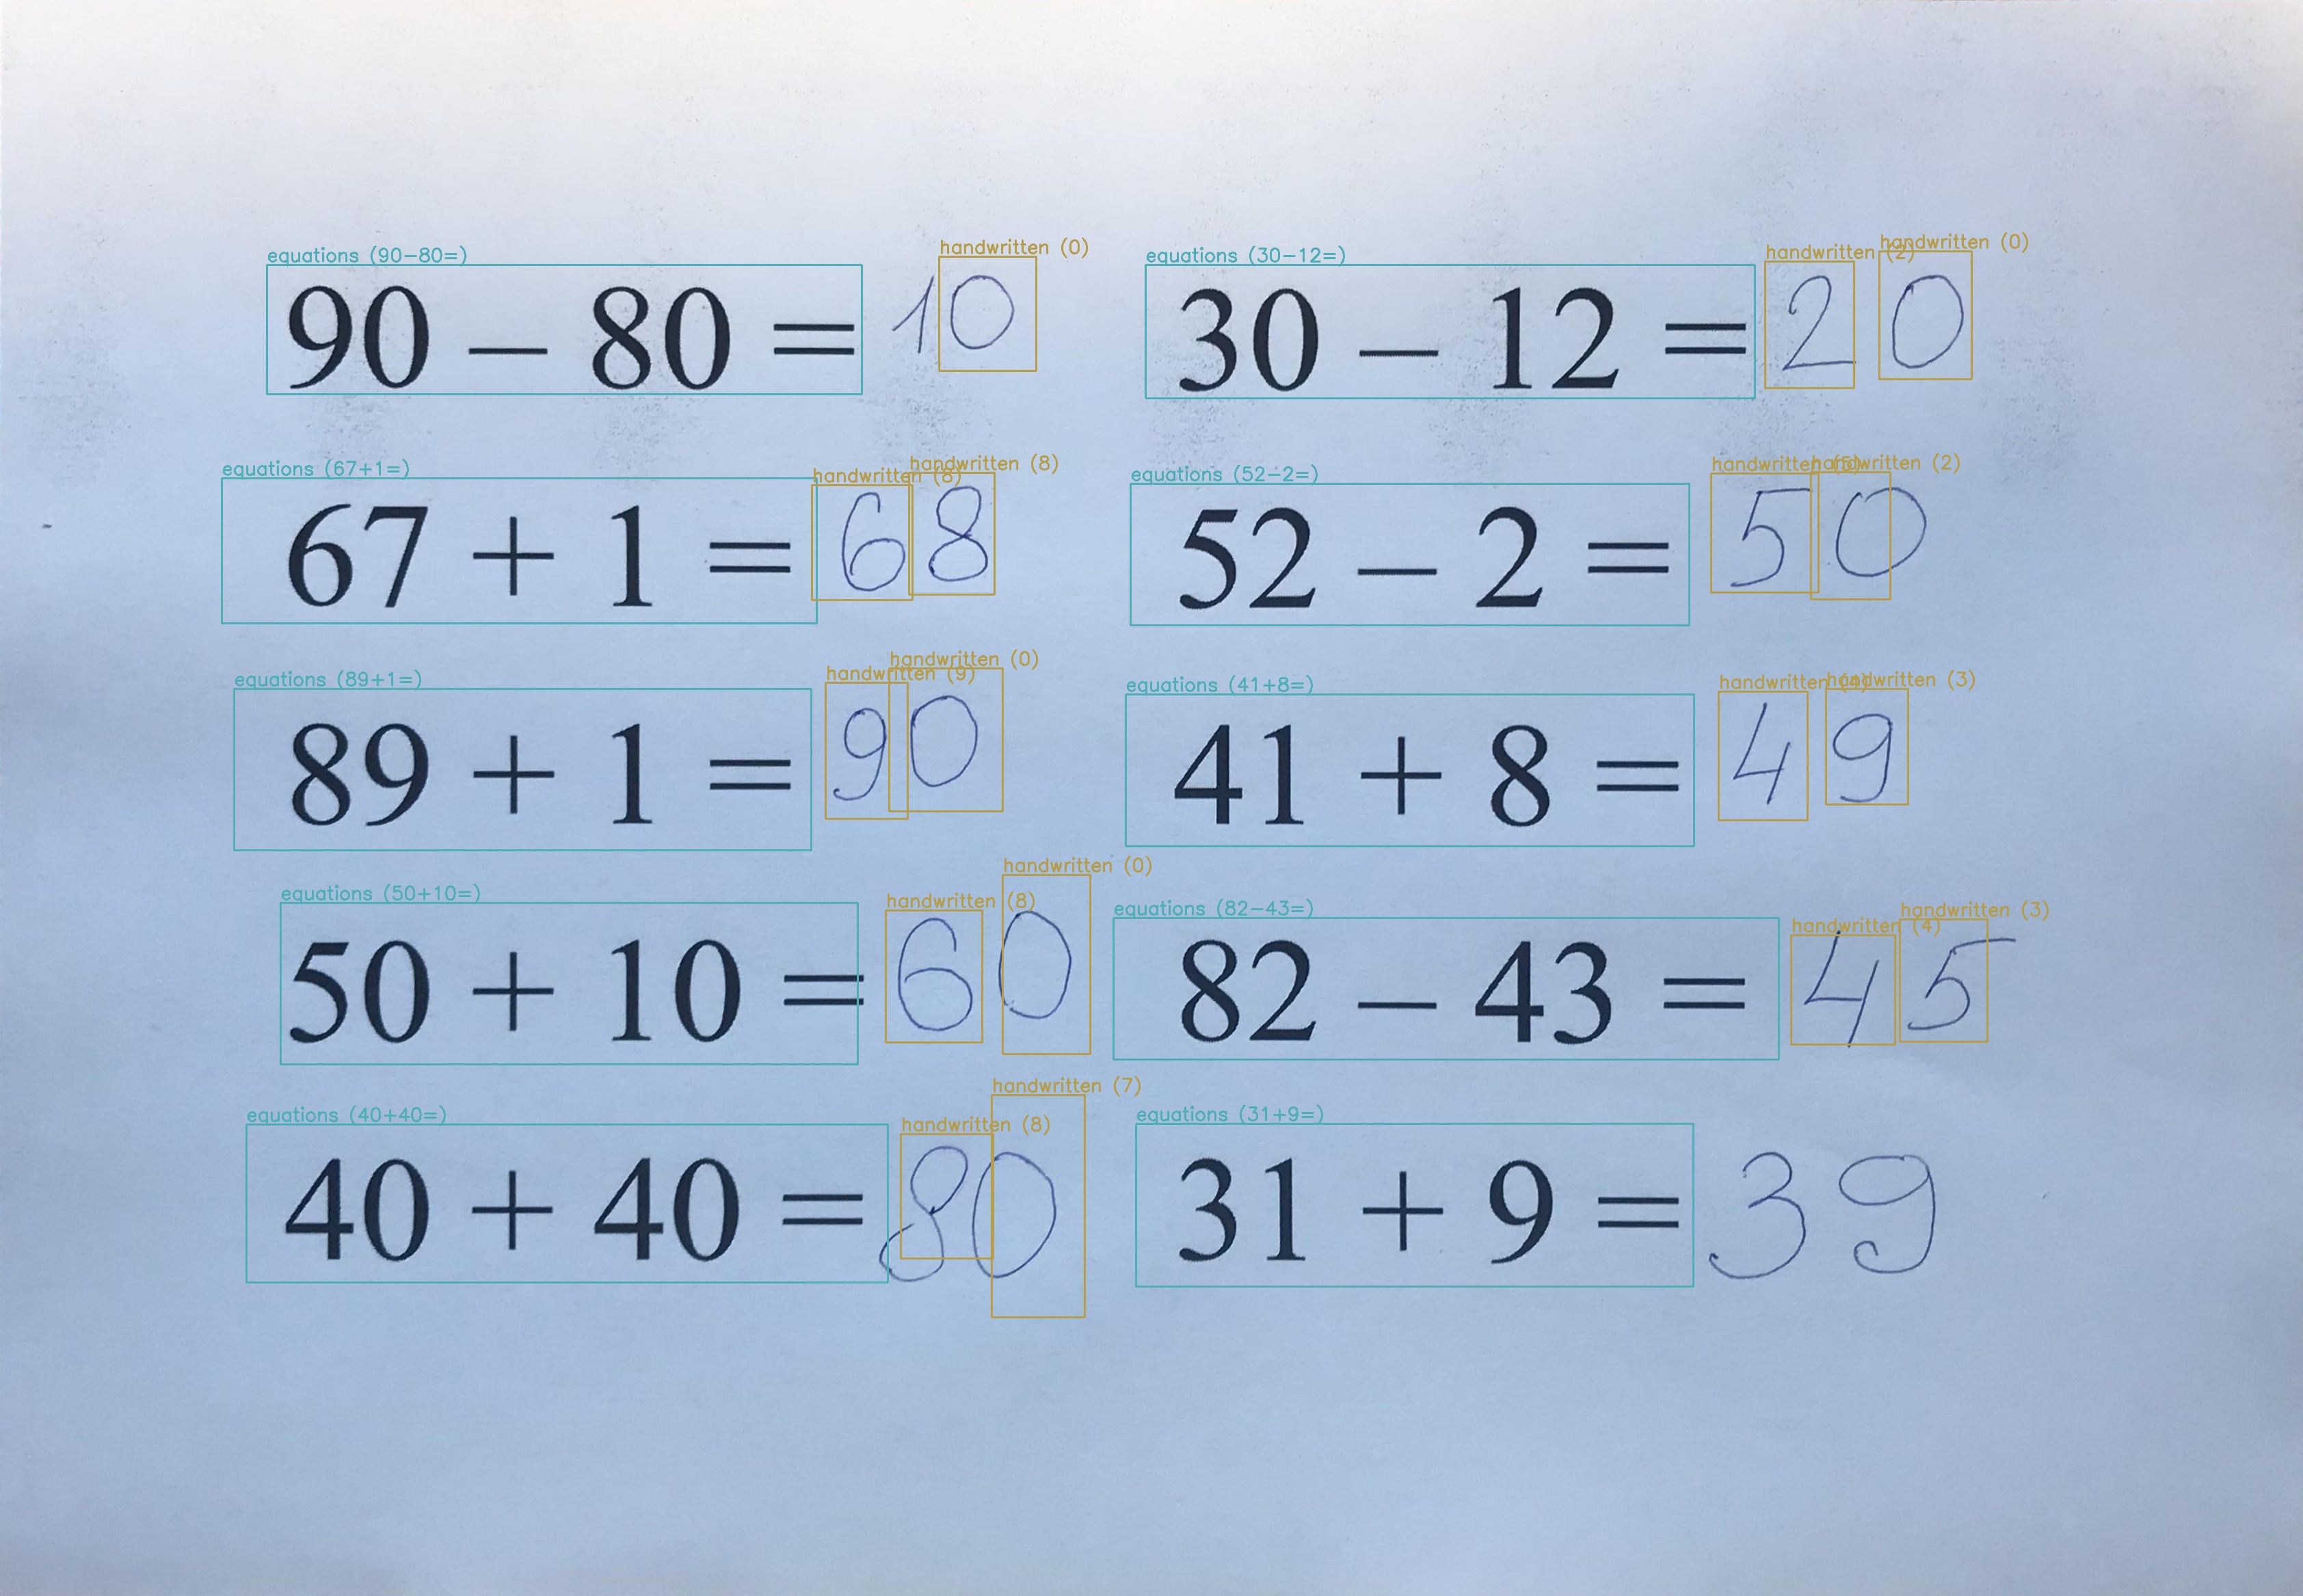 equations (90-80=) handwritten (0) equations (30-12=) handwritten (2) handwritten (0)
90 – 80 = 10 30 – 12 = 20
equations (67+1=) handwritten (8) handwritten (8) equations (52-2=) handwritten (5) handwritten (2)
67 + 1 = 68 52 – 2 = 50
equations (89+1=) handwritten (9) handwritten (0) equations (41+8=) handwritten (4) handwritten (3)
89 + 1 = 90 41 + 8 = 49
equations (50+10=) handwritten (8) handwritten (0) equations (82-43=) handwritten (4) handwritten (3)
50 + 10 = 60 82 – 43 = 45
equations (40+40=) handwritten (8) handwritten (7) equations (31+9=)
40 + 40 = 80 31 + 9 = 39